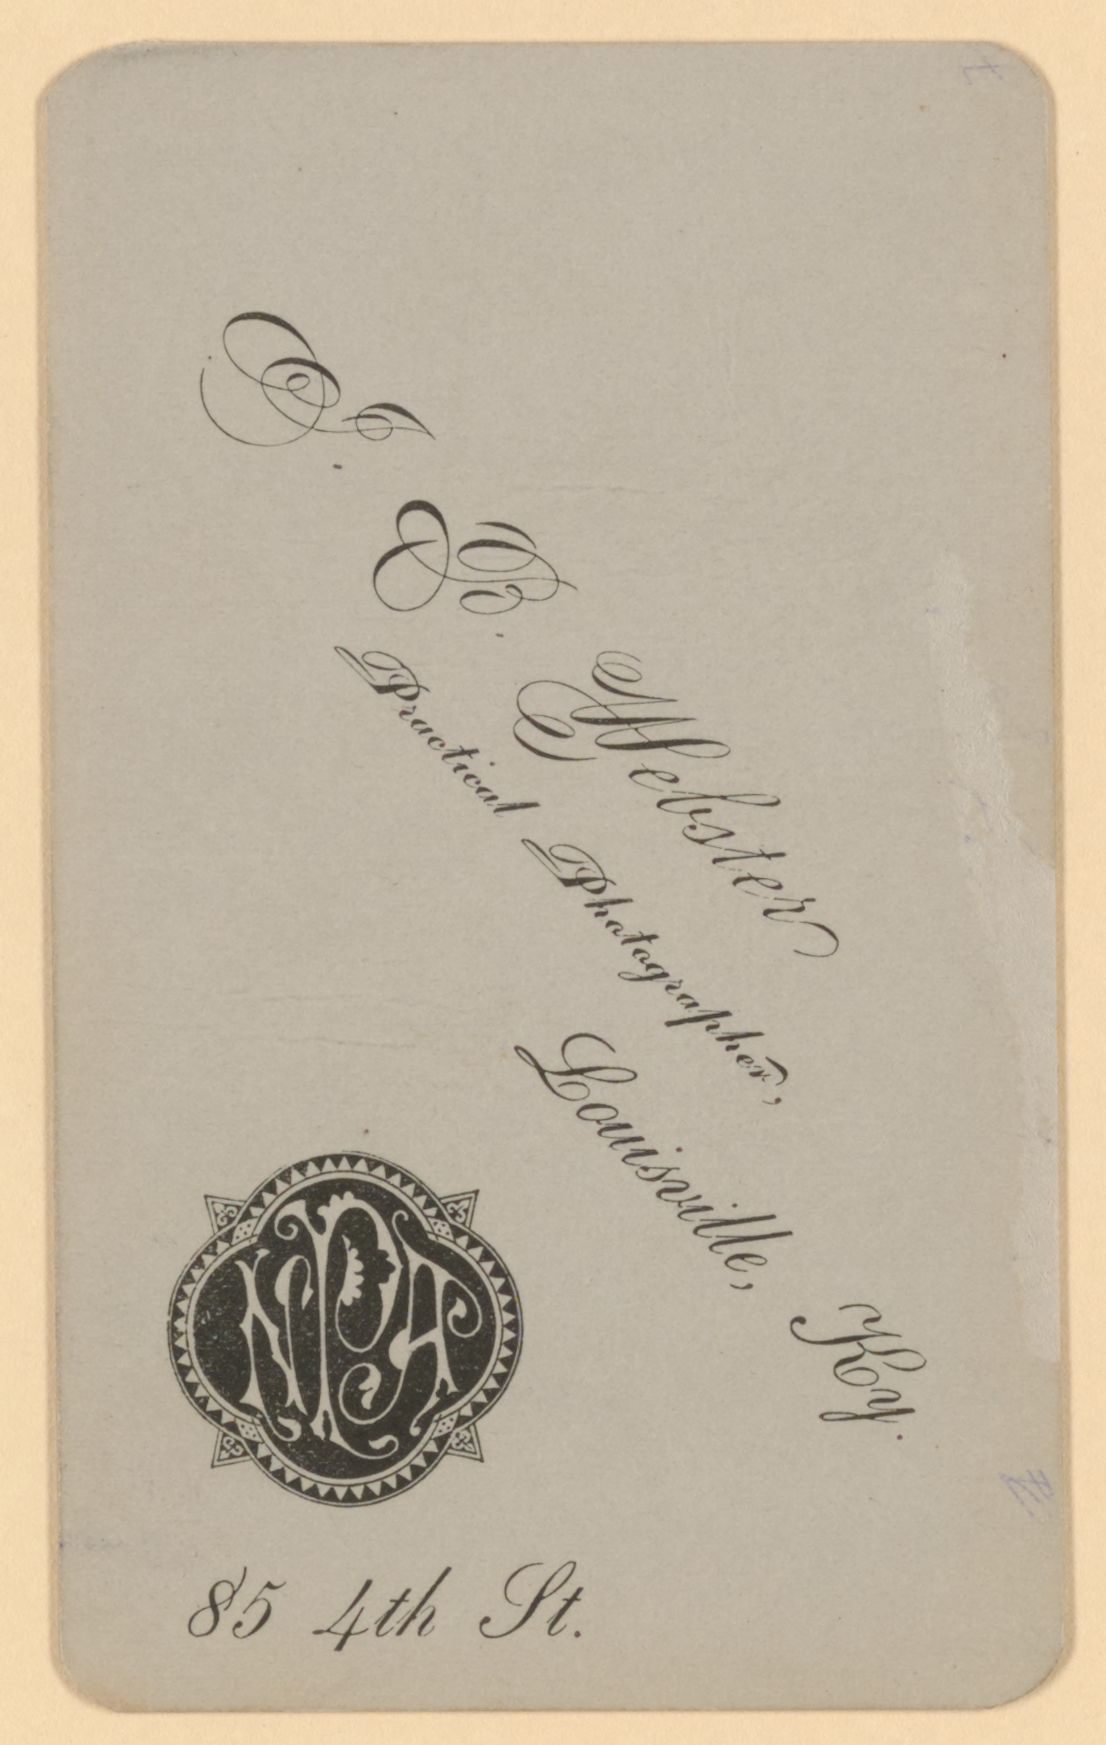 I. B. Webster
Practical Photographer,
Louisville, Ky.
NPA
85 4th St.